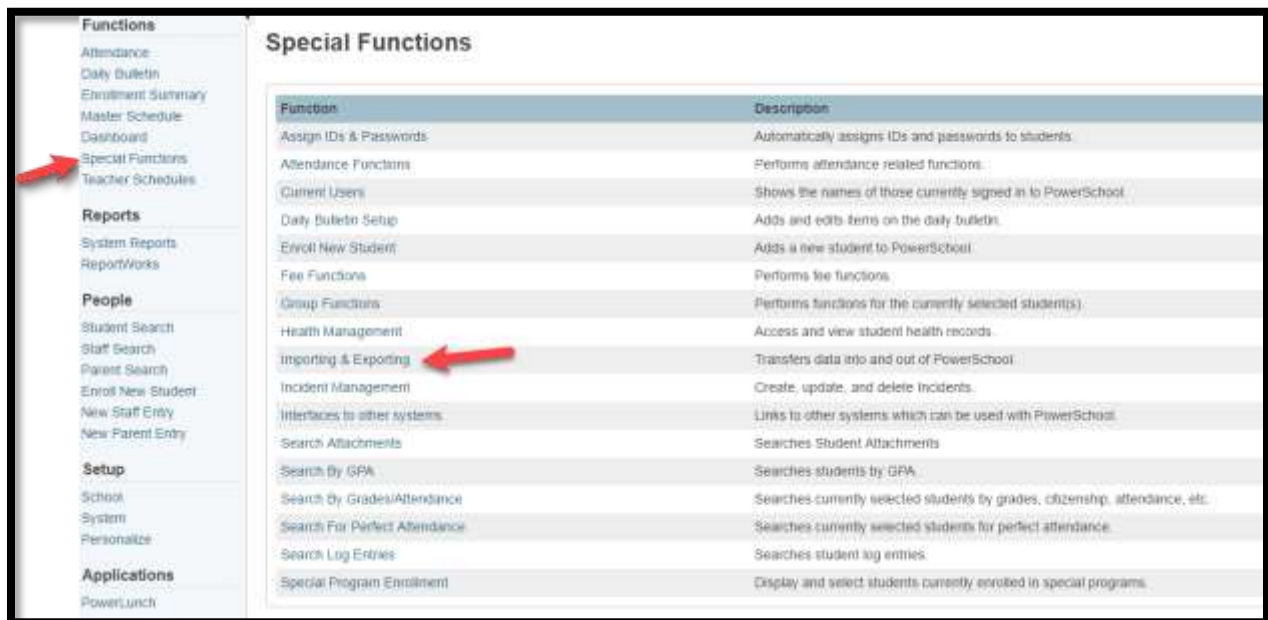 Functions
Attendance
Daily Bulletin
Enrollment Summary
Master Schedule
Dashboard
Special Functions
Teacher Schedules
Reports
System Reports
ReportWorks
People
Student Search
Staff Search
Parent Search
Enroll New Student
New Staff Entry
New Parent Entry
Setup
School
System
Personalize
Applications
PowerLunch
Special Functions
Function Description
Assign IDs & Passwords Automatically assigns IDs and passwords to students.
Attendance Functions Performs attendance related functions.
Current Users Shows the names of those currently signed in to PowerSchool.
Daily Bulletin Setup Adds and edits items on the daily bulletin.
Enroll New Student Adds a new student to PowerSchool.
Fee Functions Performs fee functions.
Group Functions Performs functions for the currently selected student(s).
Health Management Access and view student health records.
Importing & Exporting Transfers data into and out of PowerSchool.
Incident Management Create, update, and delete Incidents.
Interfaces to other systems Links to other systems which can be used with PowerSchool.
Search Attachments Searches Student Attachments
Search By GPA Searches students by GPA.
Search By Grades/Attendance Searches currently selected students by grades, citizenship, attendance, etc.
Search For Perfect Attendance Searches currently selected students for perfect attendance.
Search Log Entries Searches student log entries.
Special Program Enrollment Display and select students currently enrolled in special programs.